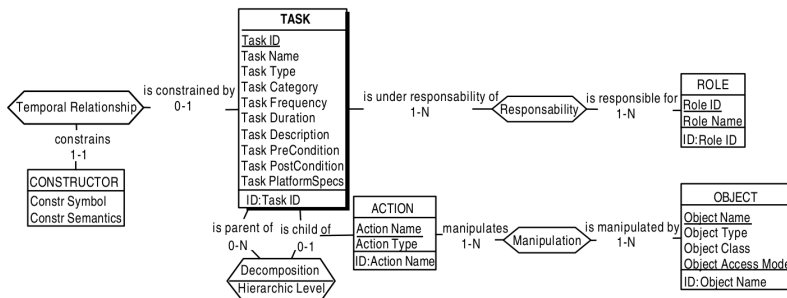 TASK
Task ID
Task Name
Task Type
Task Category
Task Frequency
Task Duration
Task Description
Task PreCondition
Task PostCondition
Task PlatformSpecs
ID:Task ID
is constrained by
0-1
Temporal Relationship
constrains
1-1
CONSTRUCTOR
Constr Symbol
Constr Semantics
is under responsability of
1-N
Responsability
is responsible for
1-N
ROLE
Role ID
Role Name
ID:Role ID
is parent of
0-N
is child of
0-1
Decomposition
Hierarchic Level
ACTION
Action Name
Action Type
ID:Action Name
manipulates
1-N
Manipulation
is manipulated by
1-N
OBJECT
Object Name
Object Type
Object Class
Object Access Mode
ID:Object Name